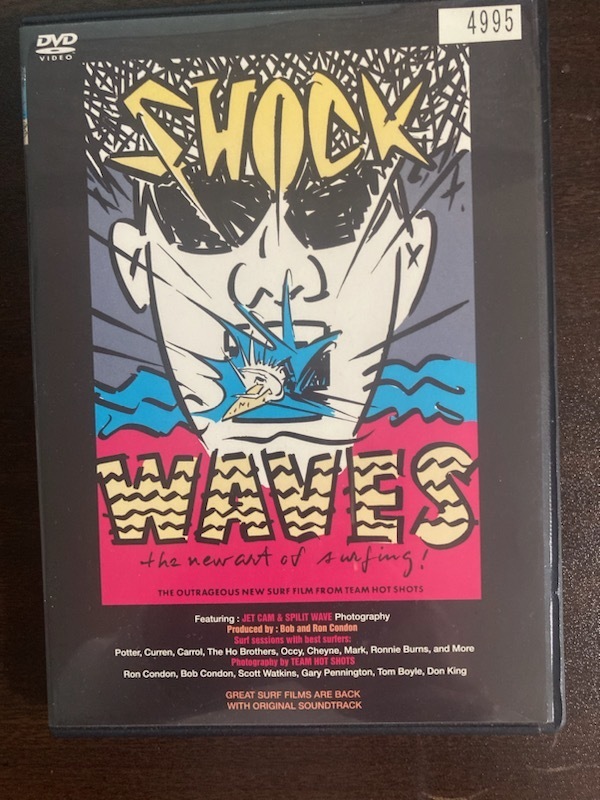 4995
DVD
VIDEO
SHOCK
WAVES
the new art of surfing!
THE OUTRAGEOUS NEW SURF FILM FROM TEAM HOT SHOTS
Featuring : JET CAM & SPILIT WAVE Photography
Produced by : Bob and Ron Condon
Surf sessions with best surfers:
Potter, Curren, Carrol, The Ho Brothers, Occy, Cheyne, Mark, Ronnie Burns, and More
Photography by TEAM HOT SHOTS
Ron Condon, Bob Condon, Scott Watkins, Gary Pennington, Tom Boyle, Don King
GREAT SURF FILMS ARE BACK
WITH ORIGINAL SOUNDTRACK